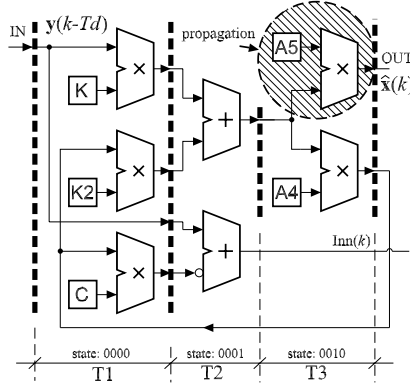 IN y(k-Td)
propagation
A5
OUT
x̂(k)
K
×
×
+
K2
×
A4
×
Inn(k)
C
×
+
state: 0000 state: 0001 state: 0010
T1 T2 T3